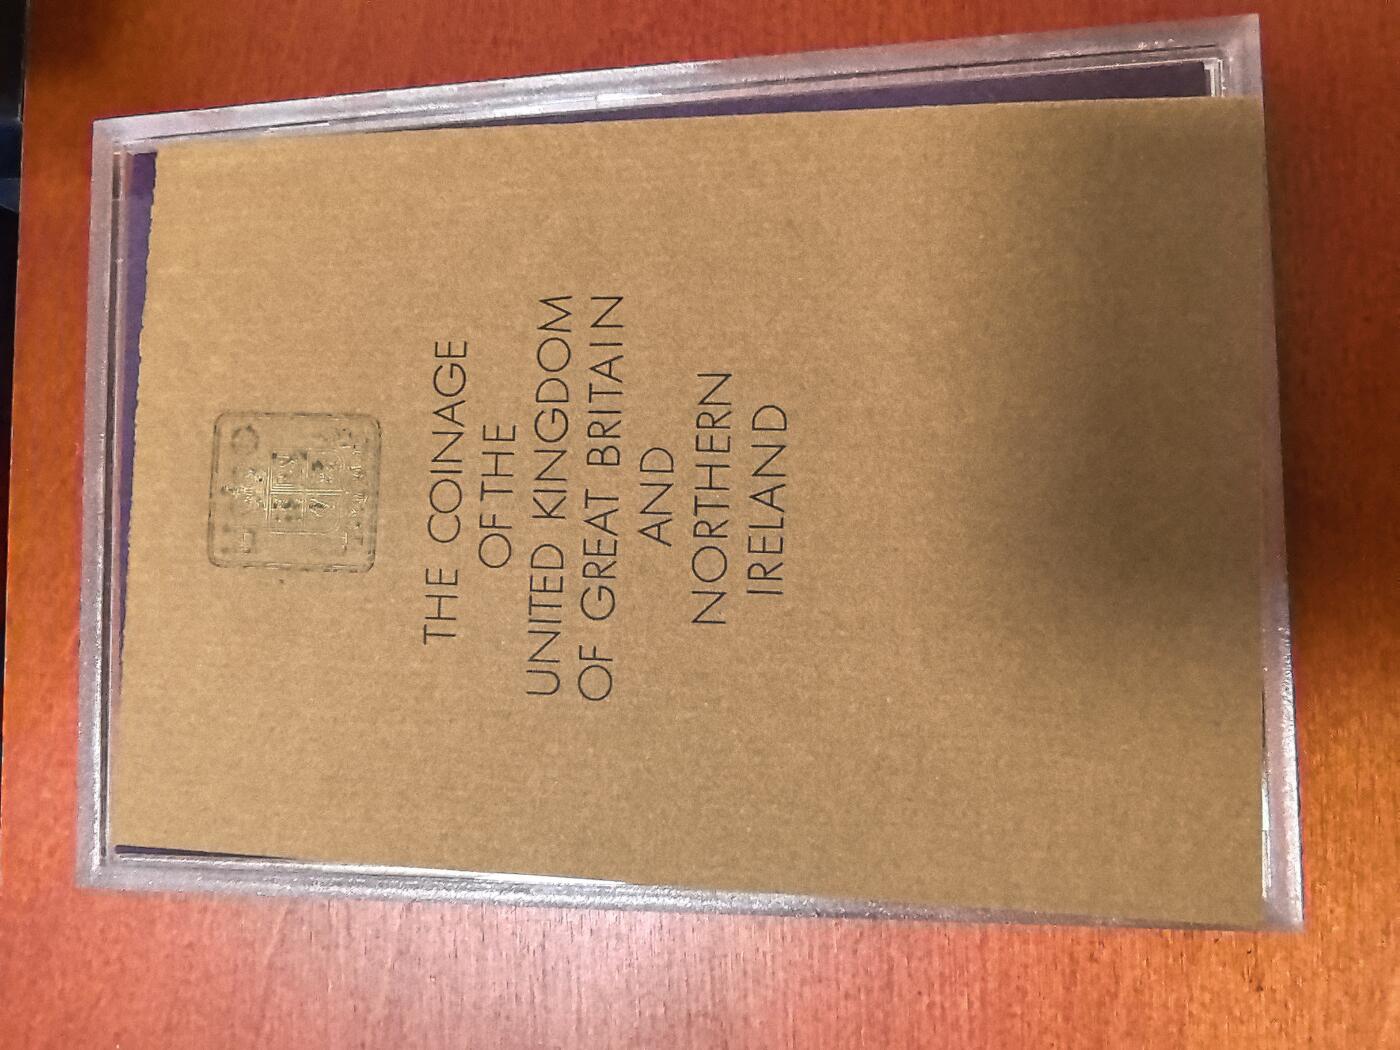 THE COINAGE
OF THE
UNITED KINGDOM
OF GREAT BRITAIN
AND
NORTHERN
IRELAND